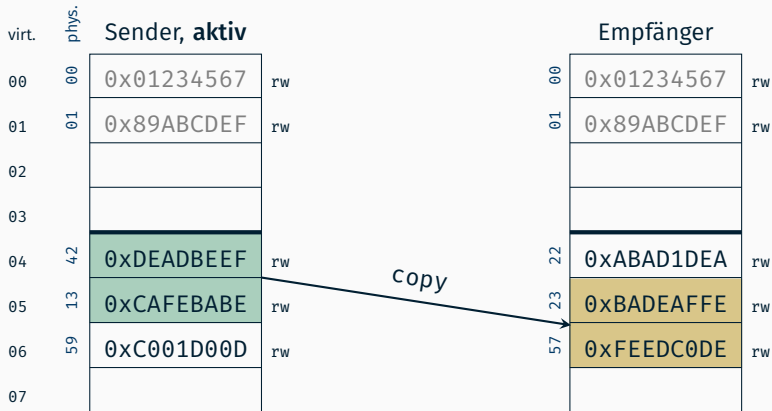 virt. phys. Sender, aktiv Empfänger
00 00 0x01234567 rw 00 0x01234567 rw
01 01 0x89ABCDEF rw 01 0x89ABCDEF rw
02
03
04 42 0xDEADBEEF rw 22 0xABAD1DEA rw
copy
05 13 0xCAFEBABE rw 23 0xBADEAFFE rw
06 59 0xC001D00D rw 57 0xFEEDC0DE rw
07